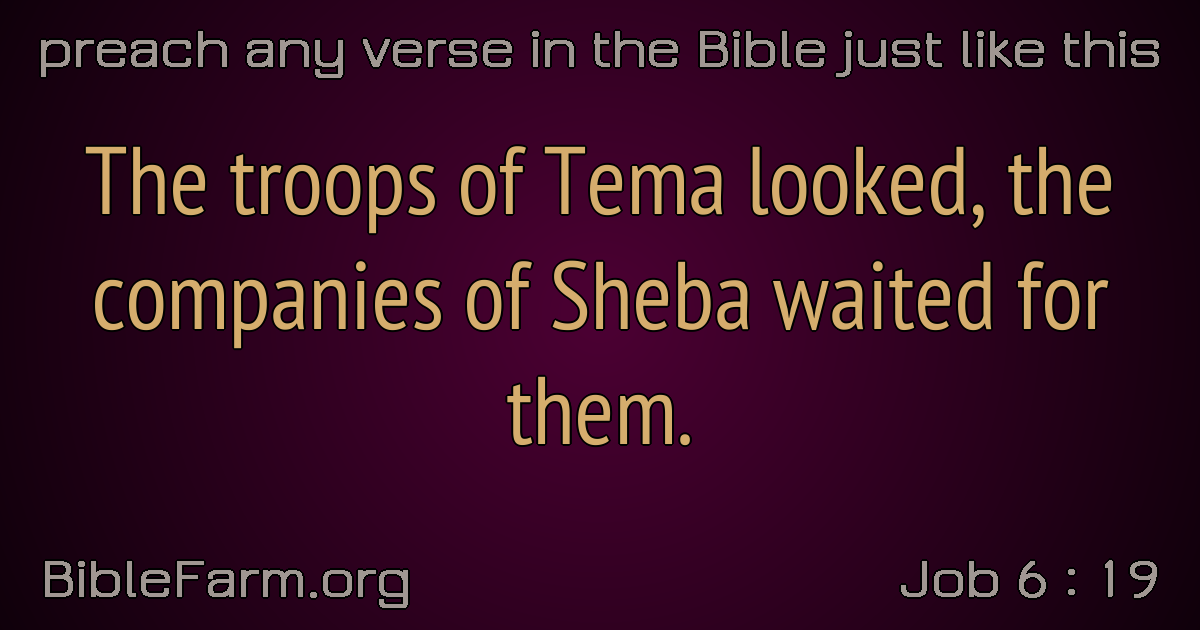 preach any verse in the Bible just like this
The troops of Tema looked, the
companies of Sheba waited for
them.
BibleFarm.org
Job 6 : 19